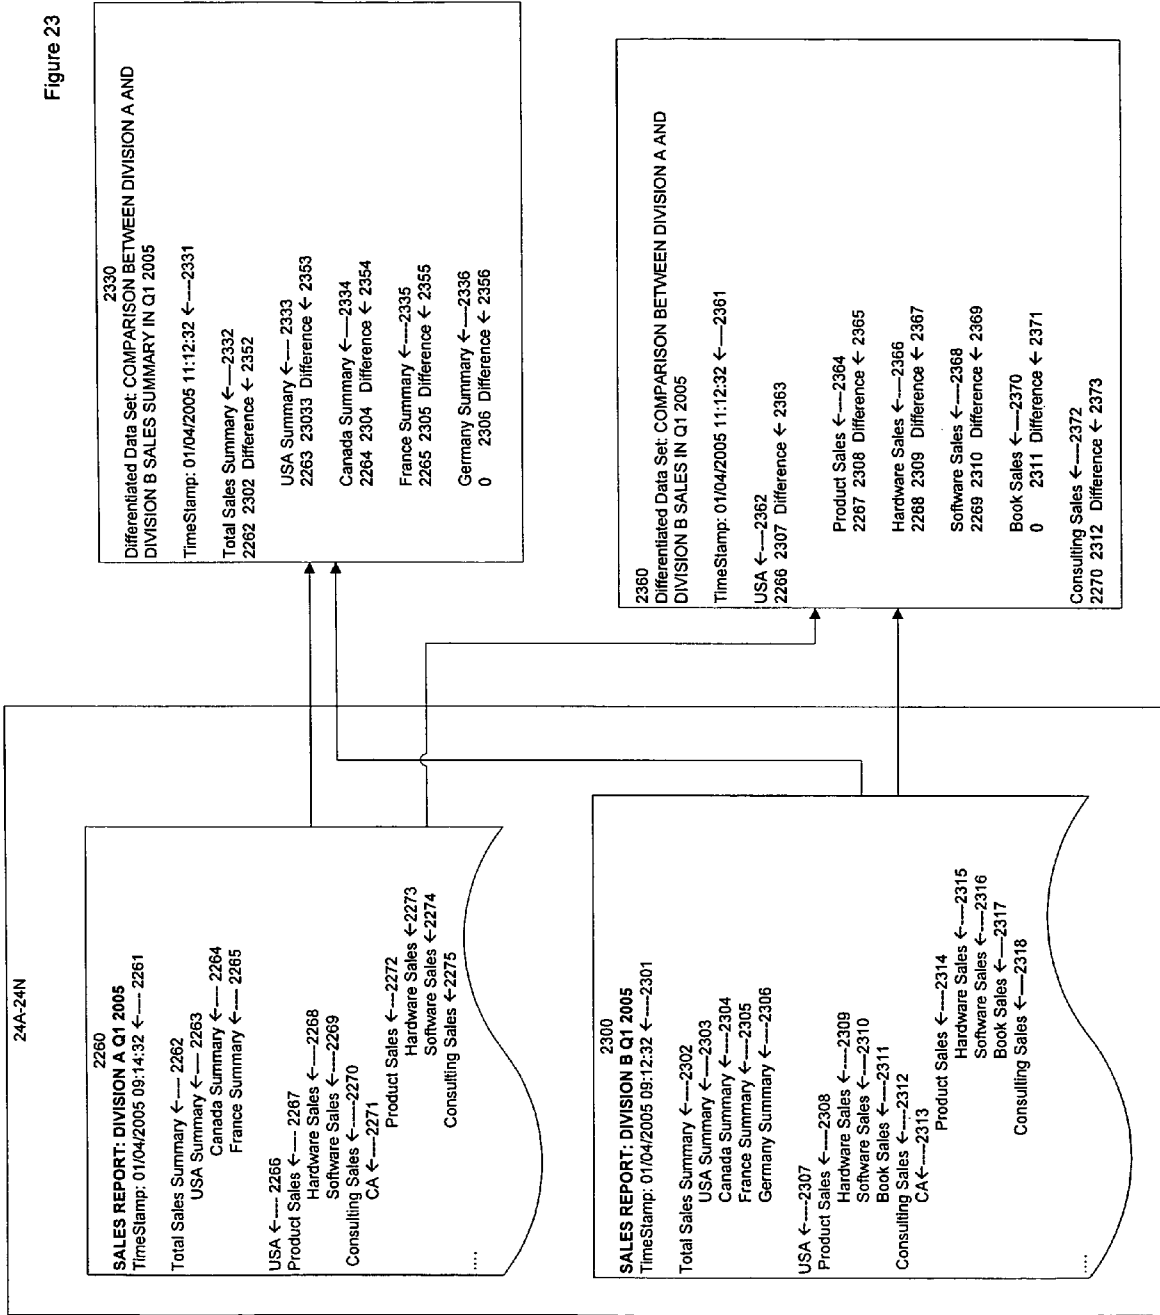 Figure 23
24A-24N
2260
SALES REPORT: DIVISION A Q1 2005
TimeStamp: 01/04/2005 09:14:32 ←---- 2261
Total Sales Summary ←---- 2262
USA Summary ←---- 2263
Canada Summary ←---- 2264
France Summary ←---- 2265
USA ←---- 2266
Product Sales ←---- 2267
Hardware Sales ←----2268
Software Sales ←----2269
Consulting Sales ←----2270
CA ←----2271
Product Sales ←----2272
Hardware Sales ←2273
Software Sales ←2274
Consulting Sales ←2275
....
2300
SALES REPORT: DIVISION B Q1 2005
TimeStamp: 01/04/2005 09:12:32 ←----2301
Total Sales Summary ←----2302
USA Summary ←----2303
Canada Summary ←----2304
France Summary ←----2305
Germany Summary ←----2306
USA ←----2307
Product Sales ←----2308
Hardware Sales ←----2309
Software Sales ←----2310
Book Sales ←----2311
Consulting Sales ←----2312
CA←----2313
Product Sales ←----2314
Hardware Sales ←----2315
Software Sales ←----2316
Book Sales ←----2317
Consulting Sales ←----2318
....
2330
Differentiated Data Set: COMPARISON BETWEEN DIVISION A AND
DIVISION B SALES SUMMARY IN Q1 2005
TimeStamp: 01/04/2005 11:12:32 ←----2331
Total Sales Summary ←----2332
2262 2302 Difference ← 2352
USA Summary ←---- 2333
2263 23033 Difference ← 2353
Canada Summary ←----2334
2264 2304 Difference ← 2354
France Summary ←----2335
2265 2305 Difference ← 2355
Germany Summary ←----2336
0 2306 Difference ← 2356
2360
Differentiated Data Set: COMPARISON BETWEEN DIVISION A AND
DIVISION B SALES IN Q1 2005
TimeStamp: 01/04/2005 11:12:32 ←----2361
USA ←----2362
2266 2307 Difference ← 2363
Product Sales ←----2364
2267 2308 Difference ← 2365
Hardware Sales ←----2366
2268 2309 Difference ← 2367
Software Sales ←----2368
2269 2310 Difference ← 2369
Book Sales ←----2370
0 2311 Difference ← 2371
Consulting Sales ←----2372
2270 2312 Difference ← 2373